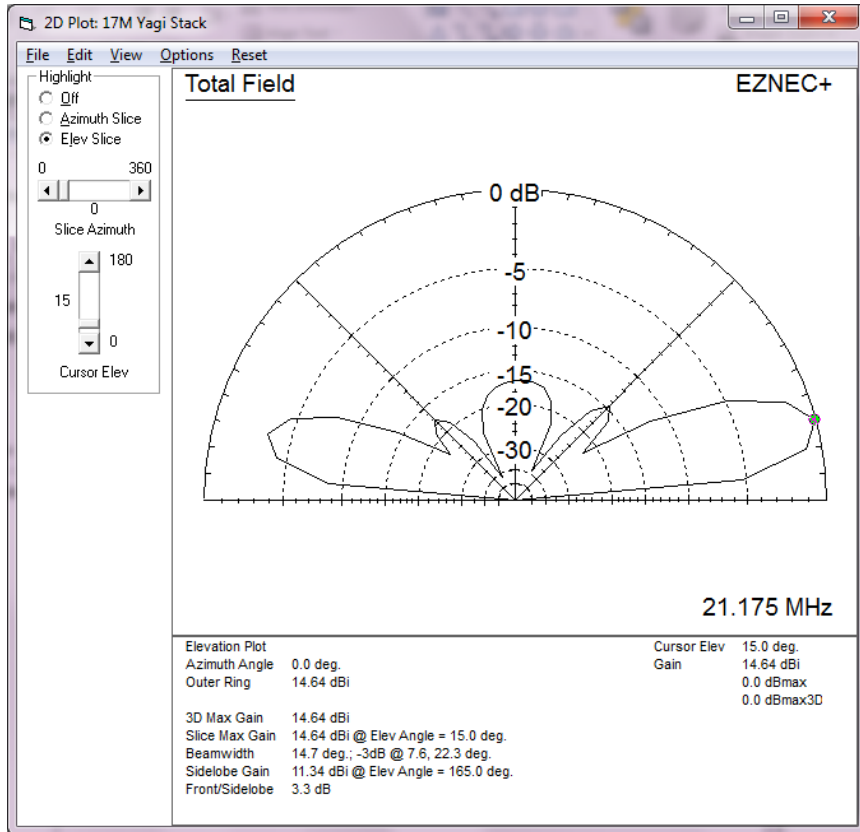 2D Plot: 17M Yagi Stack
File Edit View Options Reset
Highlight
Off
Azimuth Slice
Elev Slice
0 360
0
Slice Azimuth
180
15
0
Cursor Elev
Total Field EZNEC+
0 dB
-5
-10
-15
-20
-30
21.175 MHz
Elevation Plot Cursor Elev 15.0 deg.
Azimuth Angle 0.0 deg. Gain 14.64 dBi
Outer Ring 14.64 dBi 0.0 dBmax
0.0 dBmax3D
3D Max Gain 14.64 dBi
Slice Max Gain 14.64 dBi @ Elev Angle = 15.0 deg.
Beamwidth 14.7 deg.; -3dB @ 7.6, 22.3 deg.
Sidelobe Gain 11.34 dBi @ Elev Angle = 165.0 deg.
Front/Sidelobe 3.3 dB